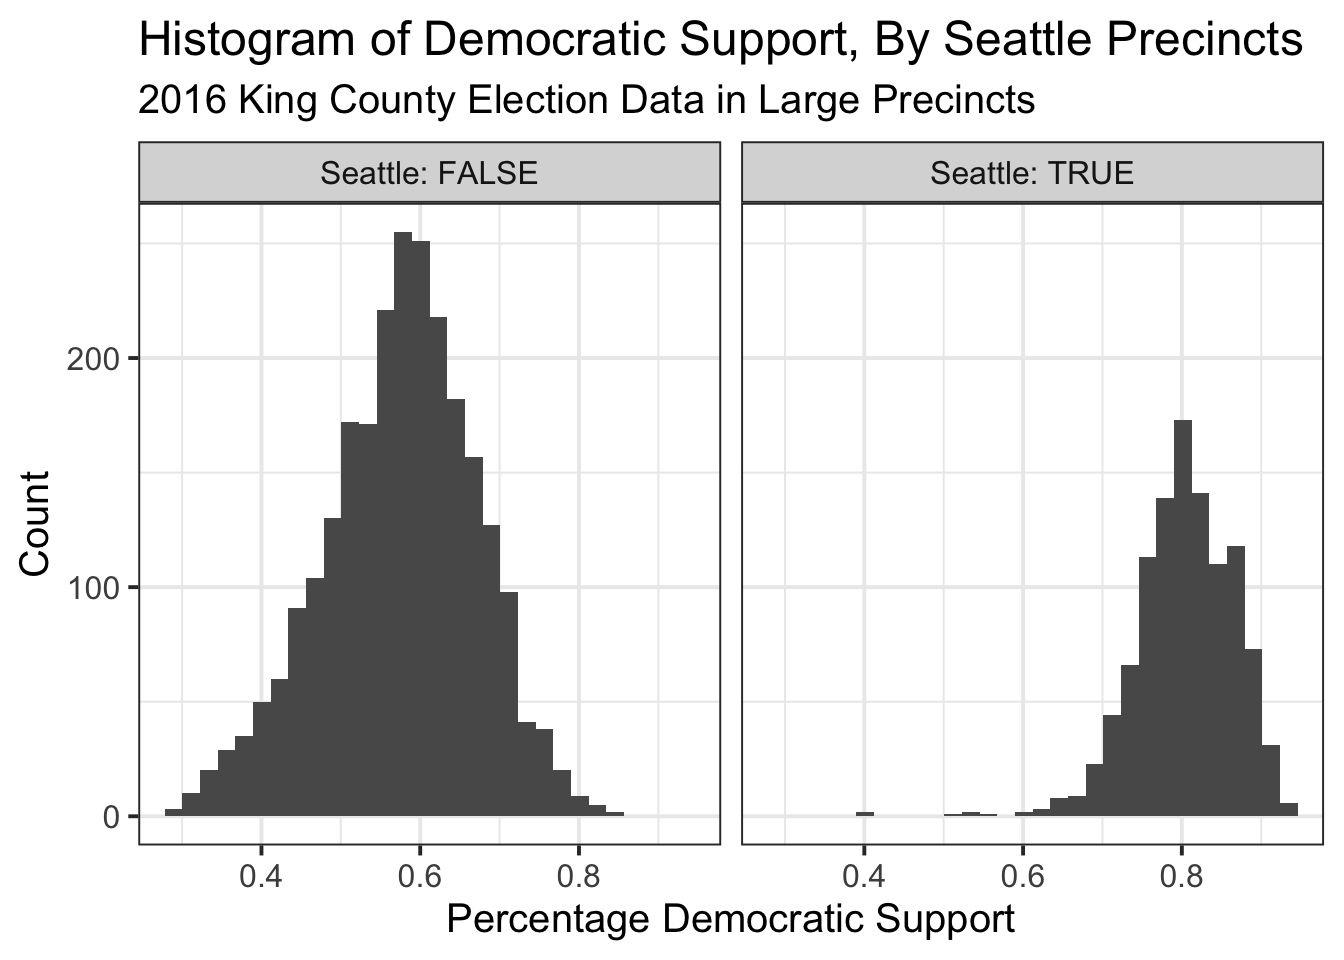 Histogram of Democratic Support, By Seattle Precincts
2016 King County Election Data in Large Precincts
Seattle: FALSE
Seattle: TRUE
200
100
0
Count
0.4
0.6
0.8
0.4
0.6
0.8
Percentage Democratic Support